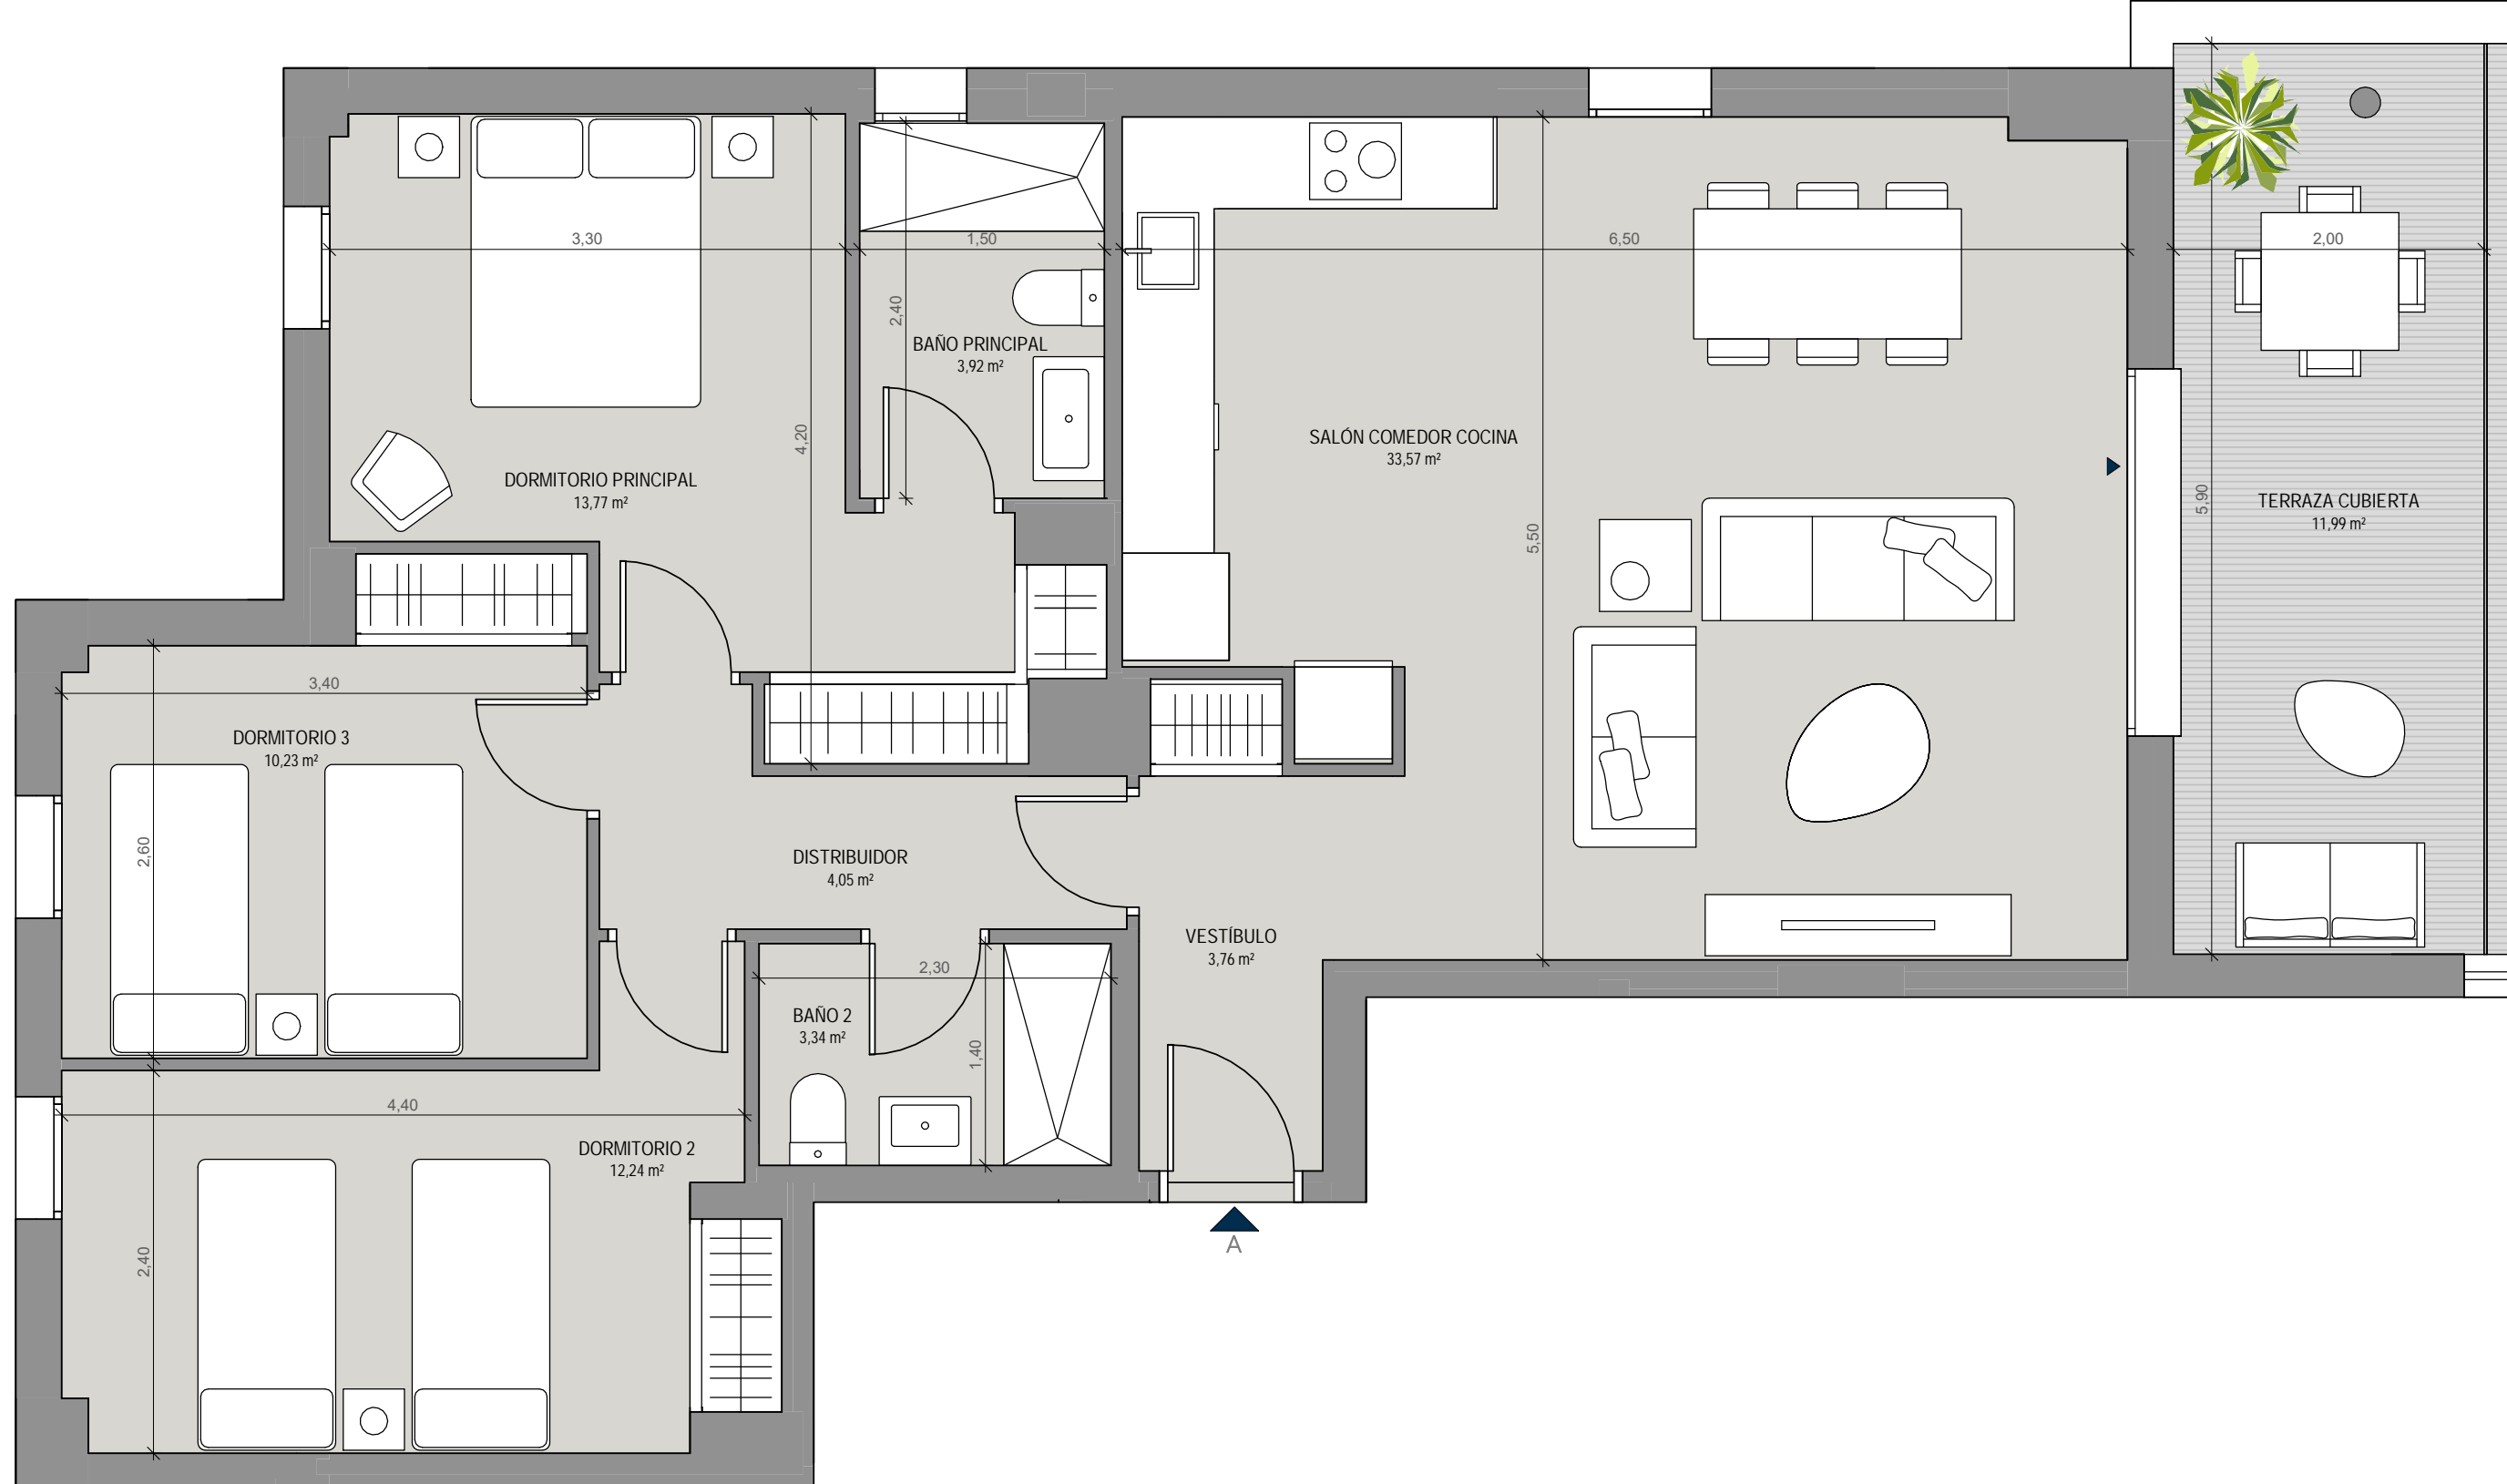 3,30
1,50
6,50
2,00
2,40
BAÑO PRINCIPAL
3,92 m²
4,20
SALÓN COMEDOR COCINA
33,57 m²
DORMITORIO PRINCIPAL
13,77 m²
5,90
TERRAZA CUBIERTA
11,99 m²
5,50
3,40
DORMITORIO 3
10,23 m²
2,60
DISTRIBUIDOR
4,05 m²
VESTÍBULO
3,76 m²
2,30
BAÑO 2
3,34 m²
1,40
4,40
DORMITORIO 2
12,24 m²
2,40
A